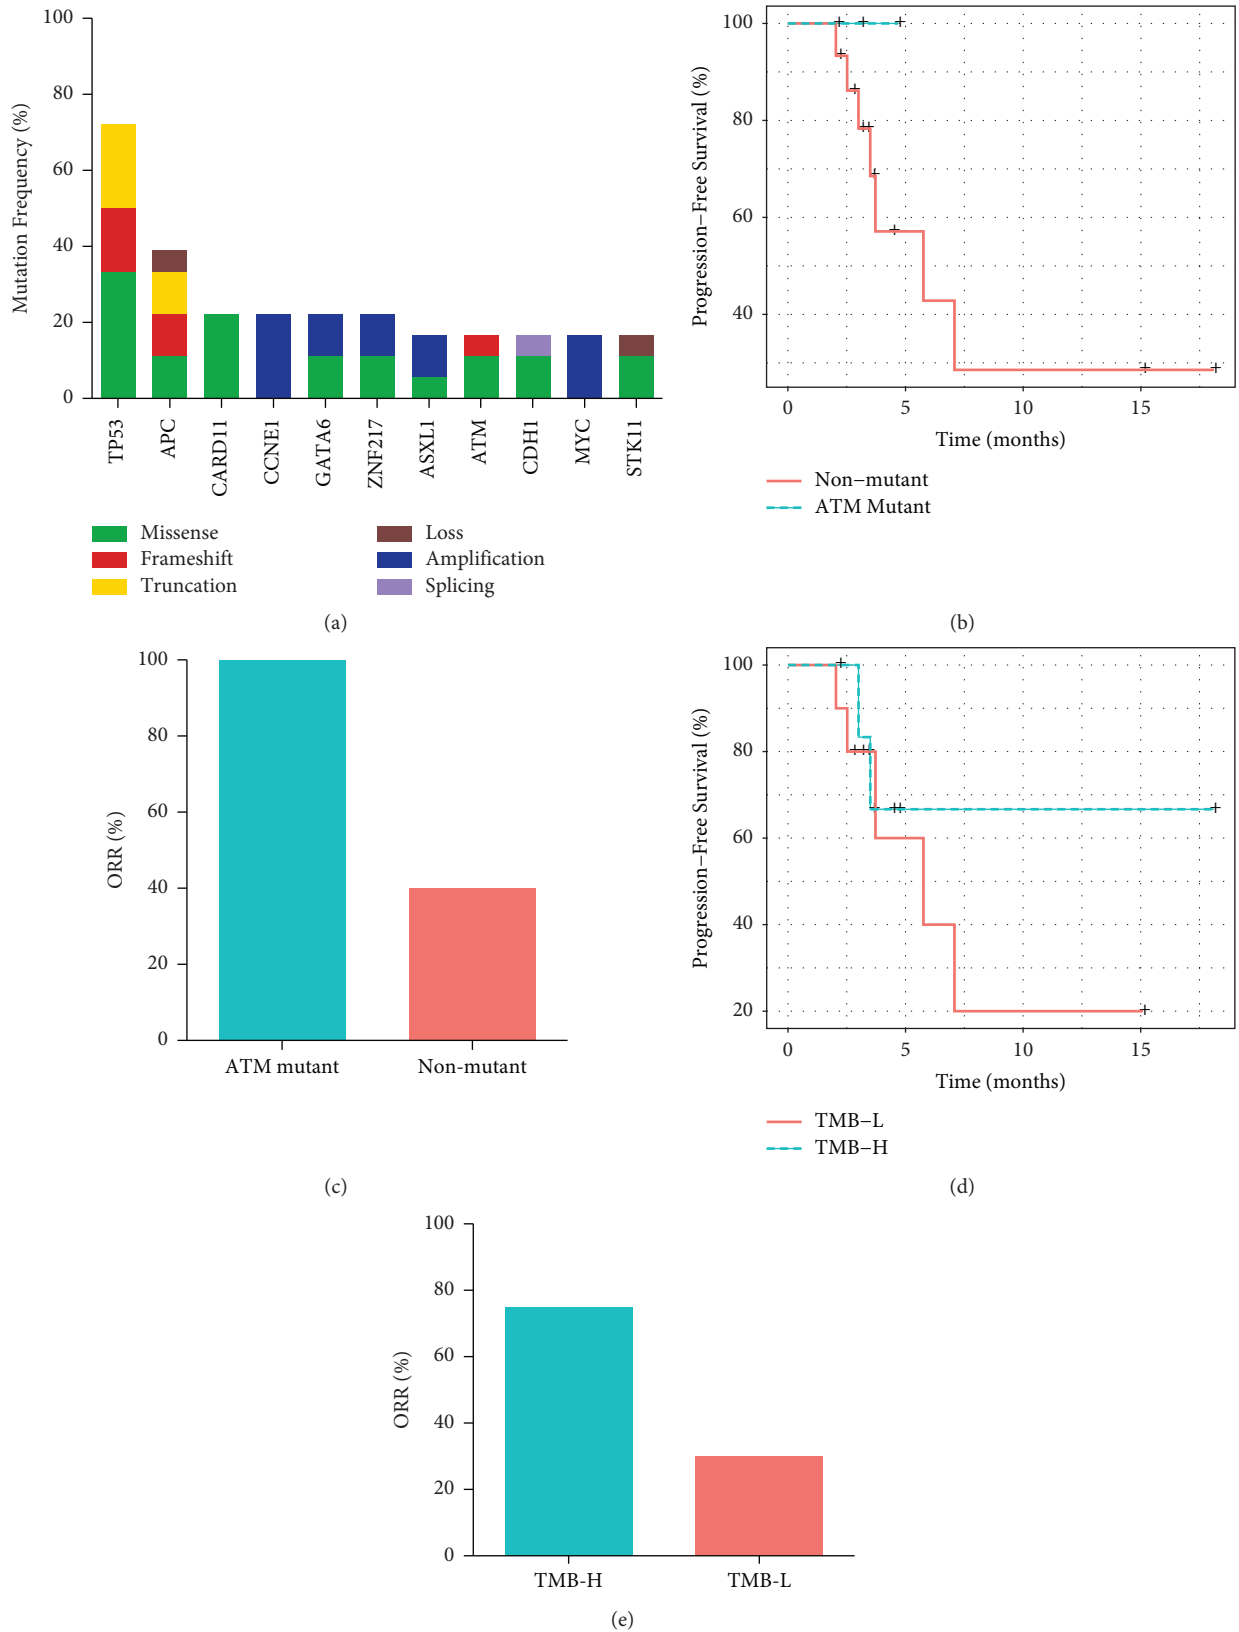 100
80
60
40
20
0
Mutation Frequency (%)
TP53
APC
CARD11
CCNE1
GATA6
ZNF217
ASXL1
ATM
CDH1
MYC
STK11
Missense
Frameshift
Truncation
Loss
Amplification
Splicing
(a)
100
80
60
40
Progression−Free Survival (%)
0 5 10 15
Time (months)
Non−mutant
ATM Mutant
(b)
100
80
60
40
20
0
ORR (%)
ATM mutant Non-mutant
(c)
100
80
60
40
20
Progression−Free Survival (%)
0 5 10 15
Time (months)
TMB−L
TMB−H
(d)
100
80
60
40
20
0
ORR (%)
TMB-H TMB-L
(e)